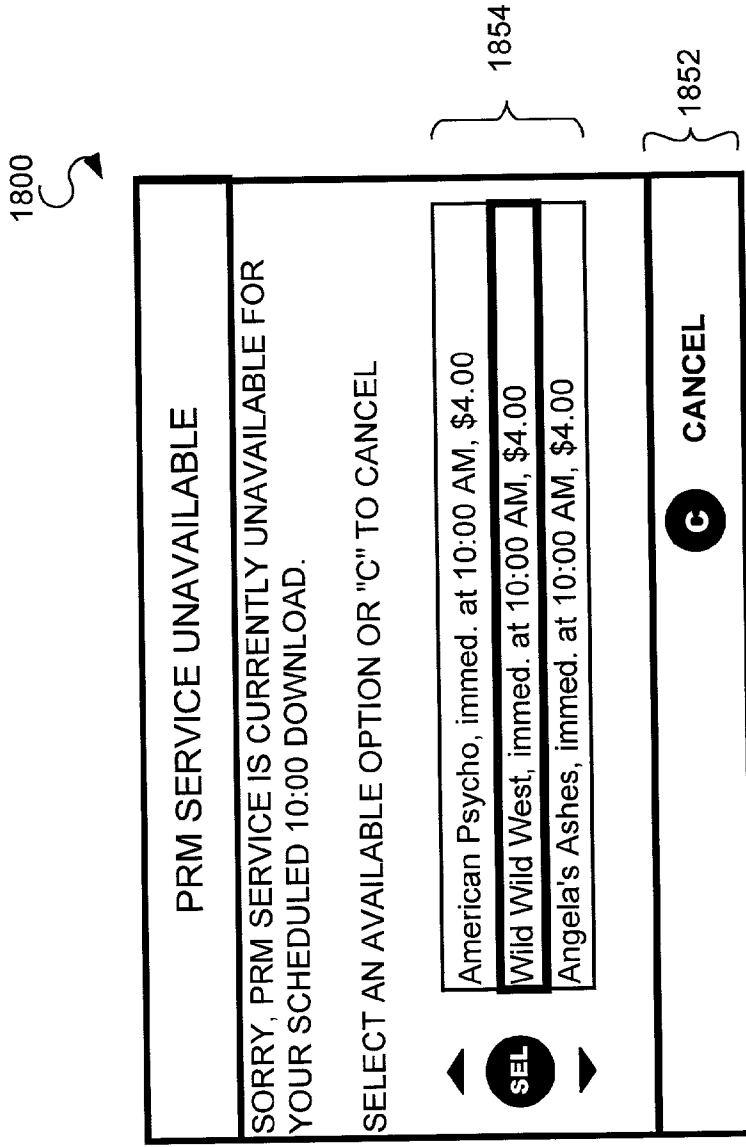 1800
PRM SERVICE UNAVAILABLE
SORRY, PRM SERVICE IS CURRENTLY UNAVAILABLE FOR
YOUR SCHEDULED 10:00 DOWNLOAD.
SELECT AN AVAILABLE OPTION OR "C" TO CANCEL
American Psycho, immed. at 10:00 AM, $4.00
SEL
Wild Wild West, immed. at 10:00 AM, $4.00
Angela's Ashes, immed. at 10:00 AM, $4.00
1854
C CANCEL
1852